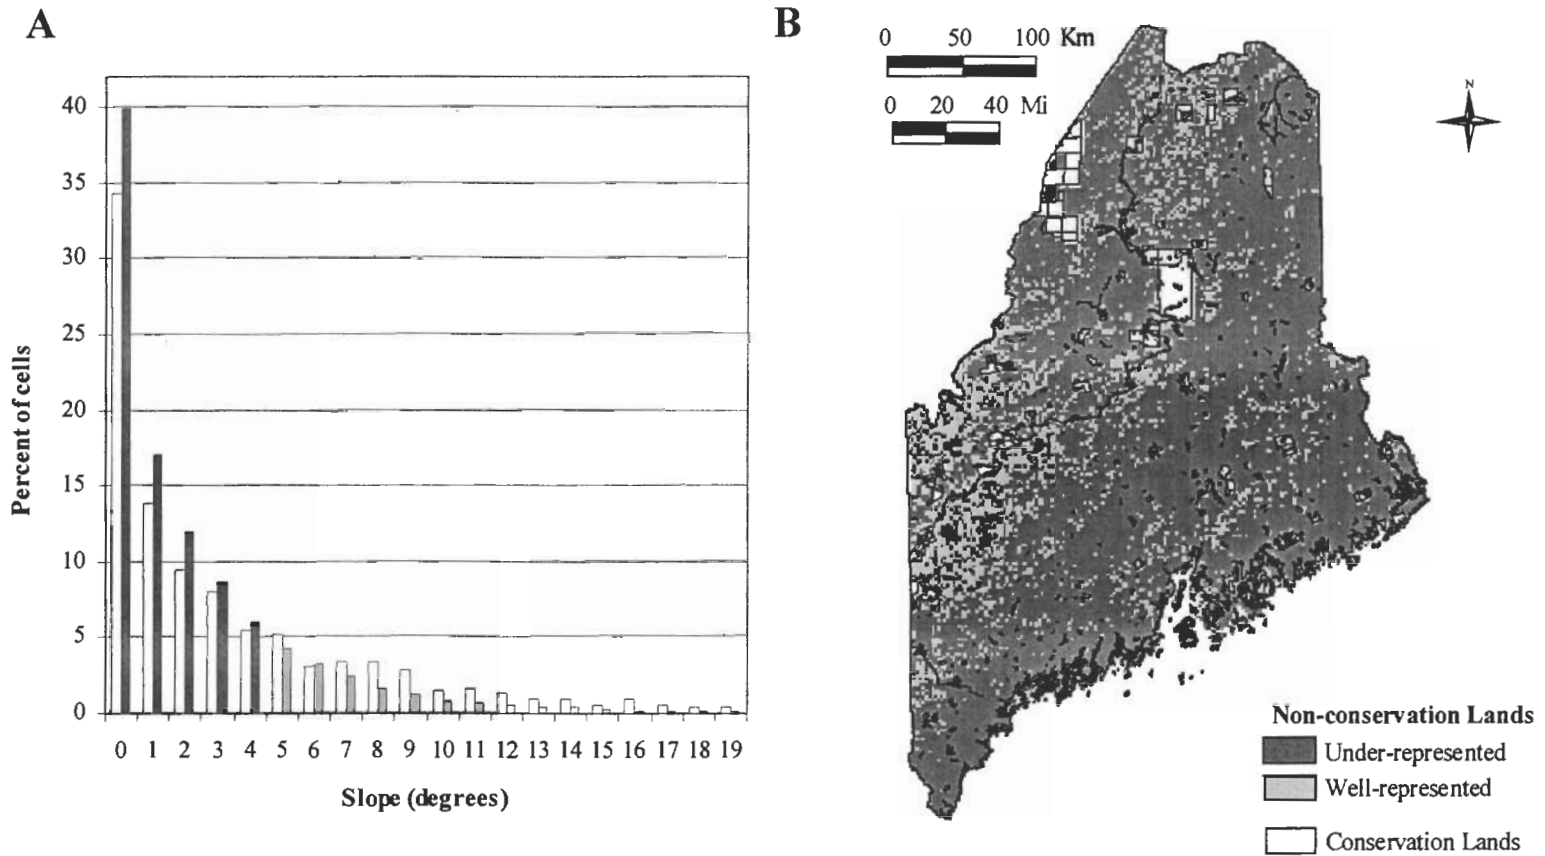 A
40
35
30
25
20
15
10
5
0
Percent of cells
0 1 2 3 4 5 6 7 8 9 10 11 12 13 14 15 16 17 18 19
Slope (degrees)
B
0 50 100 Km
0 20 40 Mi
N
Non-conservation Lands
Under-represented
Well-represented
Conservation Lands